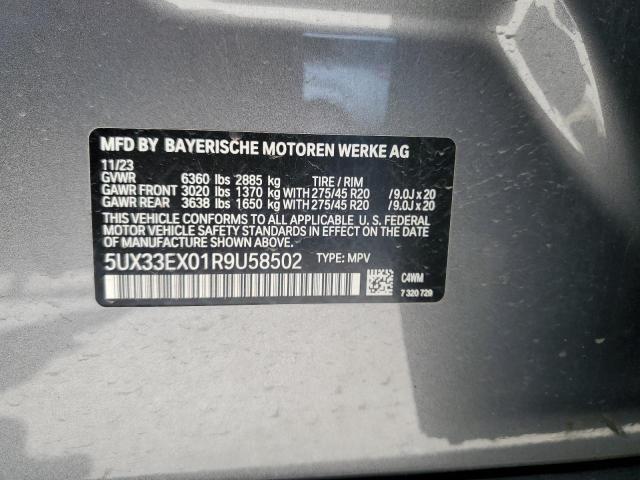 MFD BY BAYERISCHE MOTOREN WERKE AG
11/23
GVWR 6360 lbs 2885 kg TIRE / RIM
GAWR FRONT 3020 lbs 1370 kg WITH 275/45 R20 /9.0J x 20
GAWR REAR 3638 lbs 1650 kg WITH 275/45 R20 /9.0J x 20
THIS VEHICLE CONFORMS TO ALL APPLICABLE U. S. FEDERAL
MOTOR VEHICLE SAFETY STANDARDS IN EFFECT ON THE
DATE OF MANUFACTURE SHOWN ABOVE.
5UX33EX01R9U58502 TYPE: MPV
C4WM
7 320 729